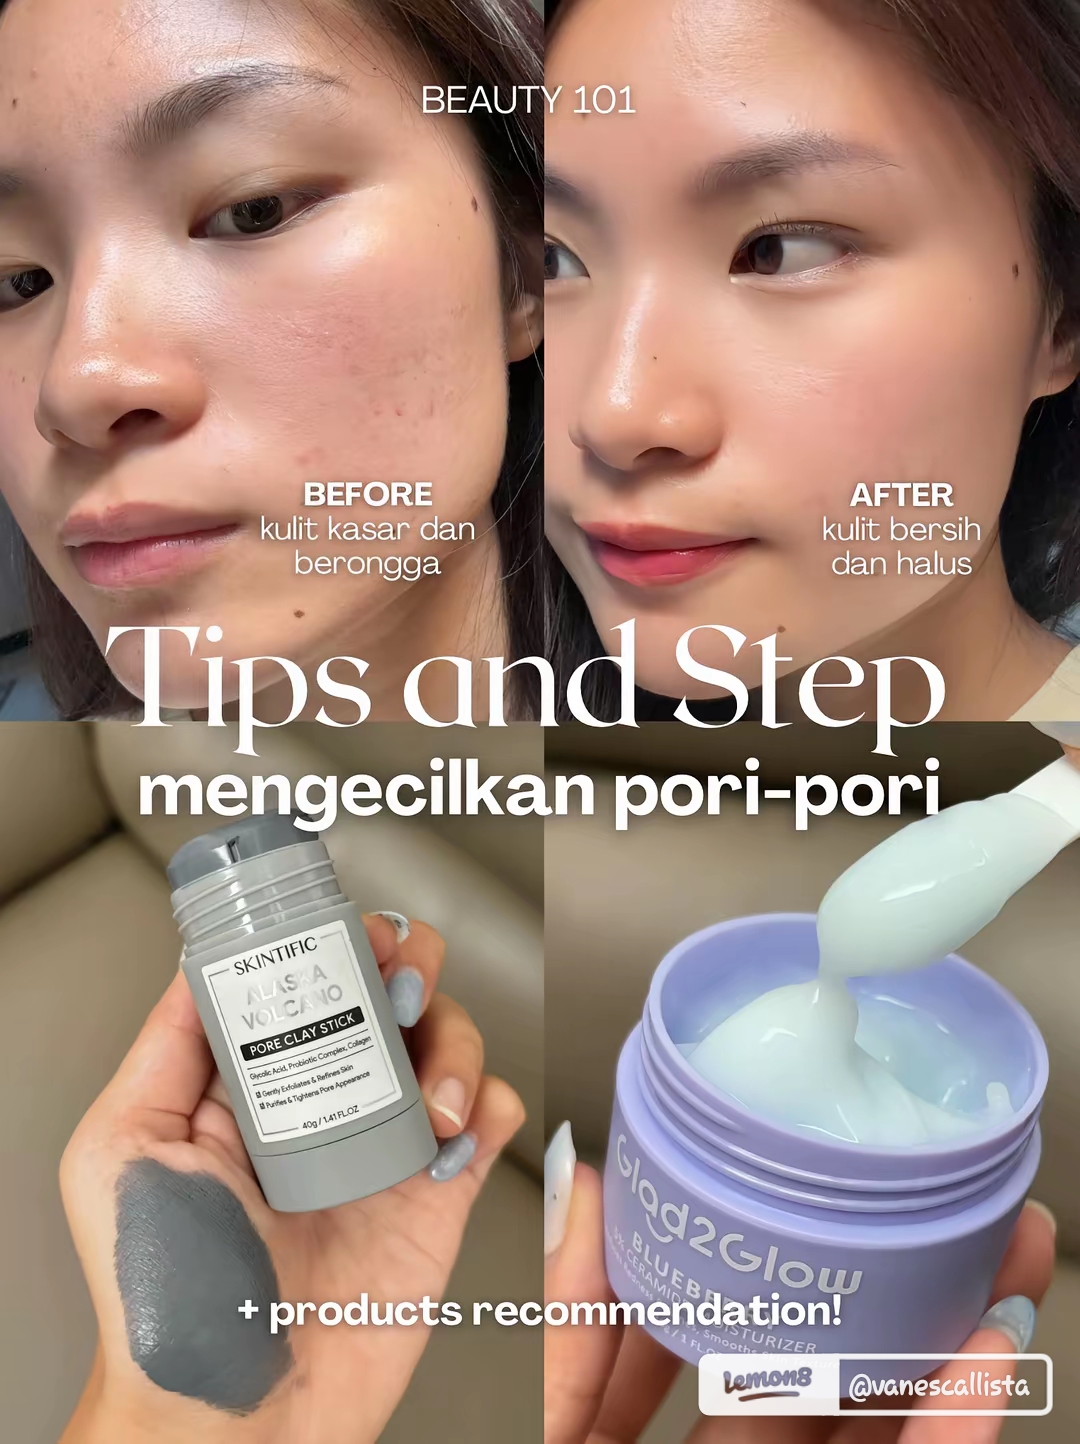 BEAUTY 101
BEFORE
kulit kasar dan
berongga
AFTER
kulit bersih
dan halus
Tips and Step
mengecilkan pori-pori
SKINTIFIC
ALASKA
VOLCANO
PORE CLAY STICK
Glycolic Acid, Probiotic Complex, Collagen
Gently Exfoliates & Refines Skin
Purifies & Tightens Pore Appearance
40g / 1.41 FL.OZ
Glad2Glow
+ products recommendation!
Lemon8
@vanescallista